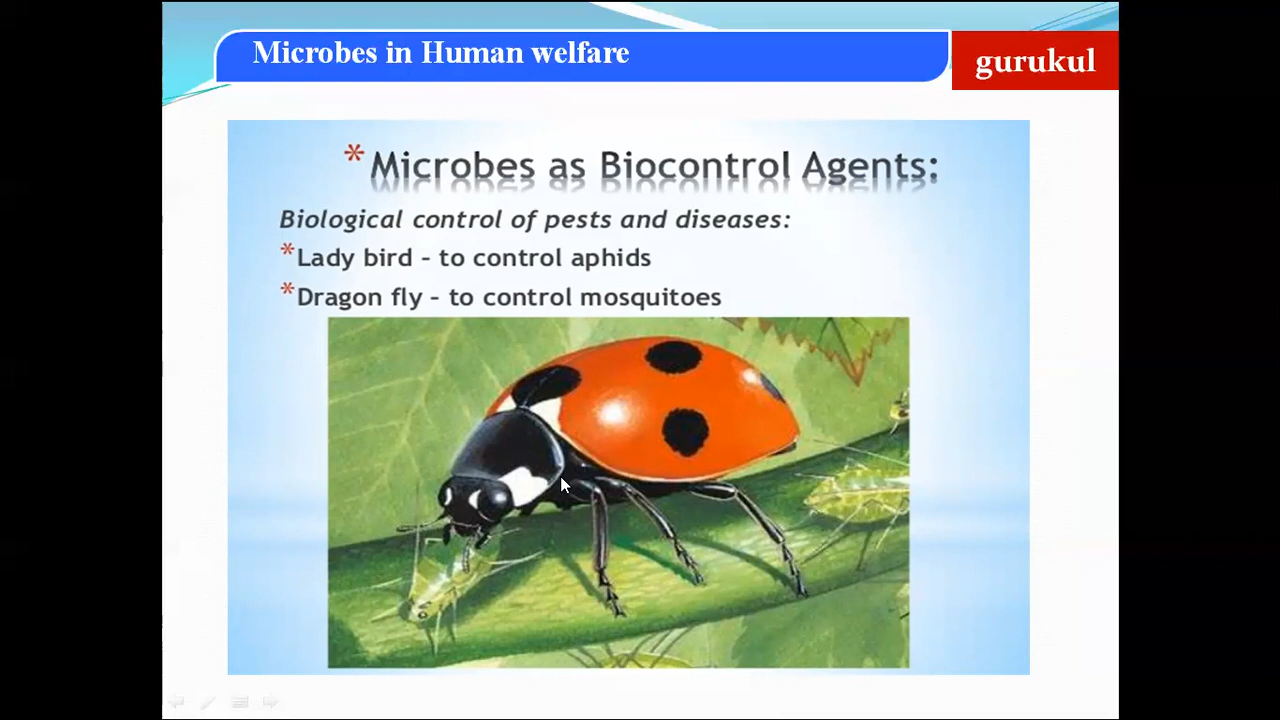 Microbes in Human welfare
gurukul
* Microbes as Biocontrol Agents:
Biological control of pests and diseases:
* Lady bird - to control aphids
* Dragon fly - to control mosquitoes